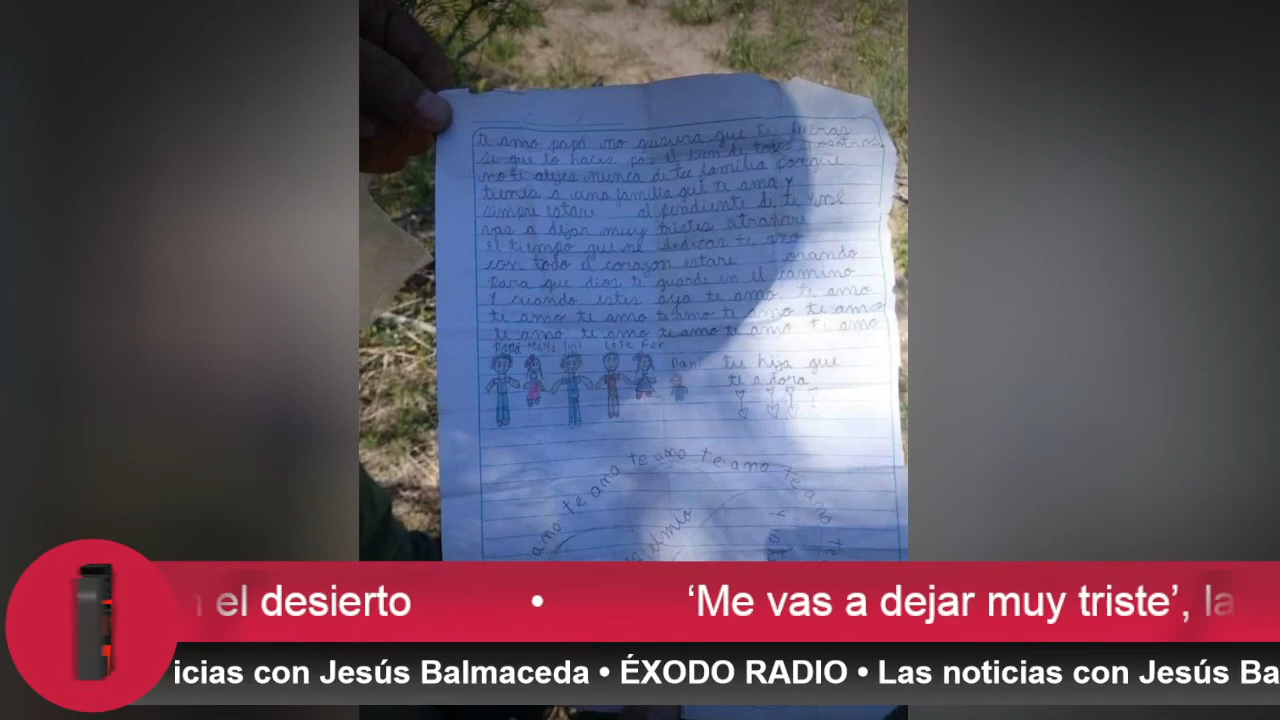 te amo papá no quisiera que te fueras
se que lo haces por el bien de todos nosotros
no te alejes nunca de tu familia porque
tienes a una familia que te ama y
simpre estare al pendiente de ti y me
vas a dejar muy tristes etrañare
el tiempo que me dedicas te amo
con todo el corazon estare orando
para que dios te guarde en el camino
y cuando estes aya te amo te amo
te amo te amo te amo te amo te amo
te amo te amo te amo te amo te amo
Papá Mamá Luis Jose Fer
Dan tu hija que
te adora
amo te amo te amo te amo te amo te
el desierto • 'Me vas a dejar muy triste', la
icias con Jesús Balmaceda • ÉXODO RADIO • Las noticias con Jesús Ba